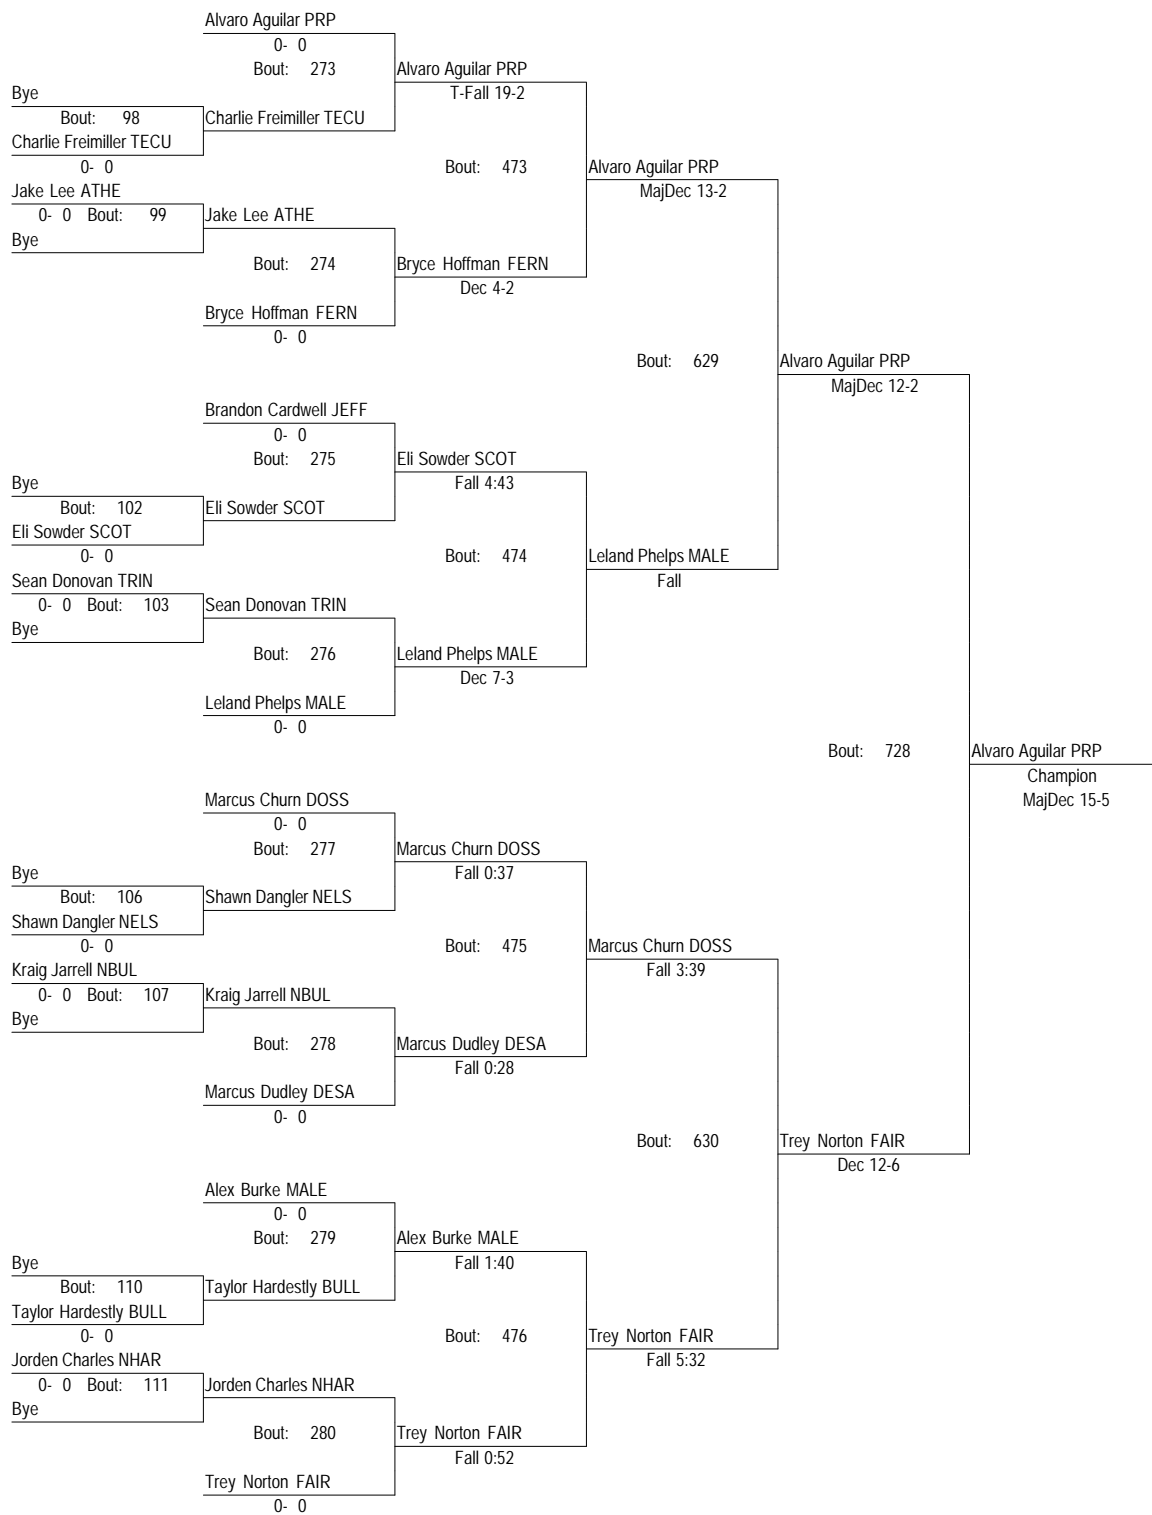 Alvaro Aguilar PRP
0- 0
Bout: 273
Alvaro Aguilar PRP
T-Fall 19-2
Bye
Bout: 98
Charlie Freimiller TECU
Charlie Freimiller TECU
0- 0
Bout: 473
Alvaro Aguilar PRP
MajDec 13-2
Jake Lee ATHE
0- 0 Bout: 99
Jake Lee ATHE
Bye
Bout: 274
Bryce Hoffman FERN
Dec 4-2
Bryce Hoffman FERN
0- 0
Bout: 629
Alvaro Aguilar PRP
MajDec 12-2
Brandon Cardwell JEFF
0- 0
Bout: 275
Eli Sowder SCOT
Fall 4:43
Bye
Bout: 102
Eli Sowder SCOT
Eli Sowder SCOT
0- 0
Bout: 474
Leland Phelps MALE
Fall
Sean Donovan TRIN
0- 0 Bout: 103
Sean Donovan TRIN
Bye
Bout: 276
Leland Phelps MALE
Dec 7-3
Leland Phelps MALE
0- 0
Bout: 728
Alvaro Aguilar PRP
Champion
MajDec 15-5
Marcus Churn DOSS
0- 0
Bout: 277
Marcus Churn DOSS
Fall 0:37
Bye
Bout: 106
Shawn Dangler NELS
Shawn Dangler NELS
0- 0
Bout: 475
Marcus Churn DOSS
Fall 3:39
Kraig Jarrell NBUL
0- 0 Bout: 107
Kraig Jarrell NBUL
Bye
Bout: 278
Marcus Dudley DESA
Fall 0:28
Marcus Dudley DESA
0- 0
Bout: 630
Trey Norton FAIR
Dec 12-6
Alex Burke MALE
0- 0
Bout: 279
Alex Burke MALE
Fall 1:40
Bye
Bout: 110
Taylor Hardestly BULL
Taylor Hardestly BULL
0- 0
Bout: 476
Trey Norton FAIR
Fall 5:32
Jorden Charles NHAR
0- 0 Bout: 111
Jorden Charles NHAR
Bye
Bout: 280
Trey Norton FAIR
Fall 0:52
Trey Norton FAIR
0- 0